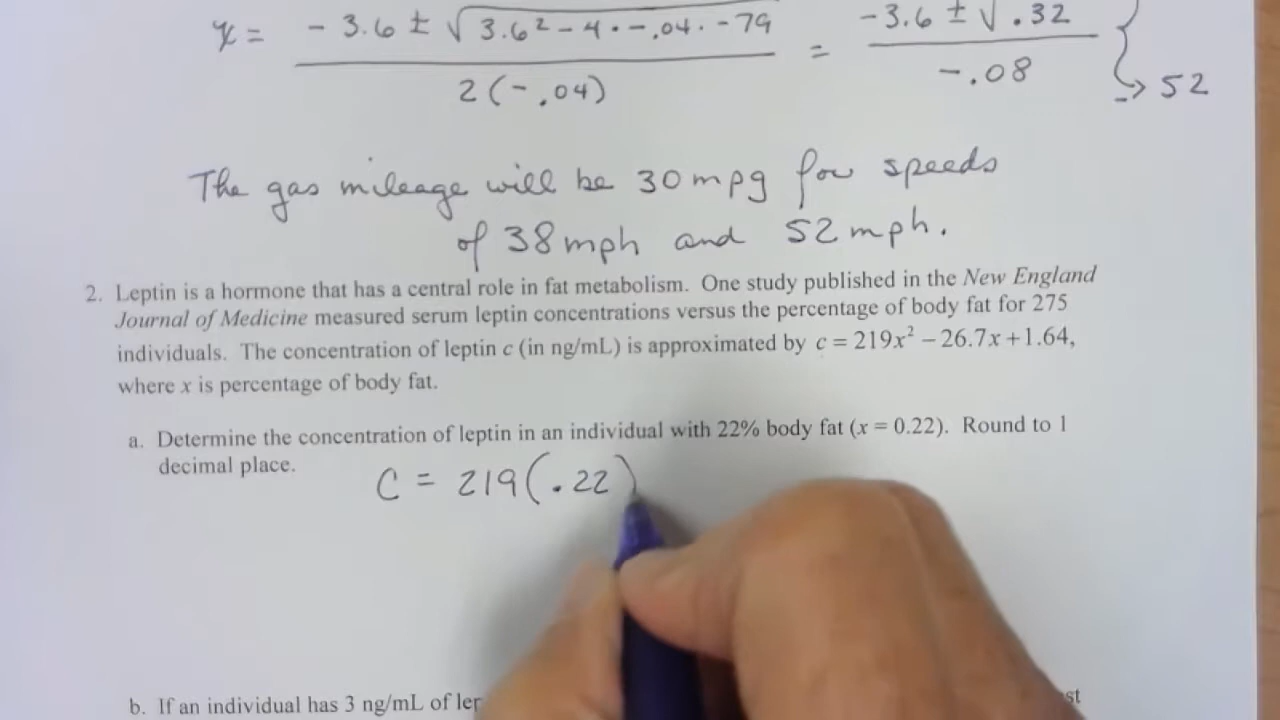 x = -3.6 ± √3.6² - 4 · -.04 · -79 / 2(-.04) = -3.6 ± √.32 / -.08 → 52
The gas mileage will be 30 mpg for speeds
of 38 mph and 52 mph.
2. Leptin is a hormone that has a central role in fat metabolism. One study published in the New England
Journal of Medicine measured serum leptin concentrations versus the percentage of body fat for 275
individuals. The concentration of leptin c (in ng/mL) is approximated by c = 219x² − 26.7x + 1.64,
where x is percentage of body fat.
a. Determine the concentration of leptin in an individual with 22% body fat (x = 0.22). Round to 1
decimal place.
C = 219(.22)
b. If an individual has 3 ng/mL of